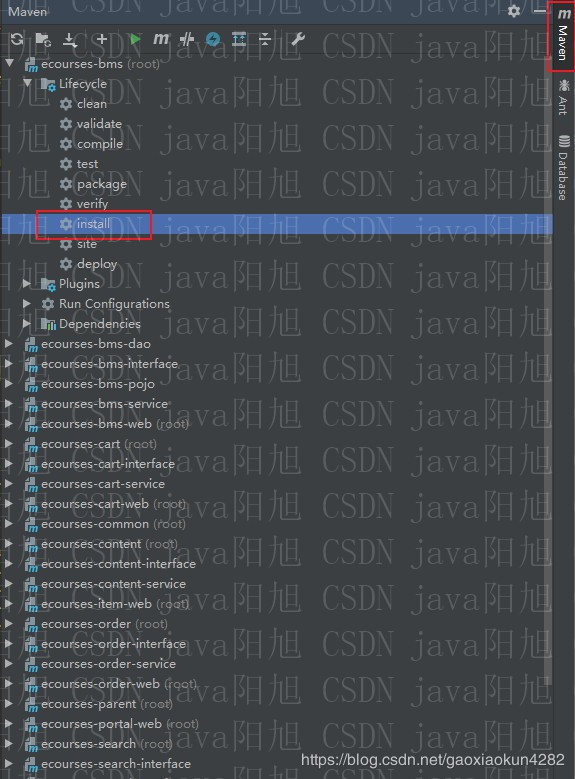 Maven
Maven
Ant
Database
ecourses-bms (root)
Lifecycle
clean
validate
compile
test
package
verify
install
site
deploy
Plugins
Run Configurations
Dependencies
ecourses-bms-dao
ecourses-bms-interface
ecourses-bms-pojo
ecourses-bms-service
ecourses-bms-web (root)
ecourses-cart (root)
ecourses-cart-interface
ecourses-cart-service
ecourses-cart-web (root)
ecourses-common (root)
ecourses-content (root)
ecourses-content-interface
ecourses-content-service
ecourses-item-web (root)
ecourses-order (root)
ecourses-order-interface
ecourses-order-service
ecourses-order-web (root)
ecourses-parent (root)
ecourses-portal-web (root)
ecourses-search (root)
ecourses-search-interface
https://blog.csdn.net/gaoxiaokun4282
CSDN java阳旭